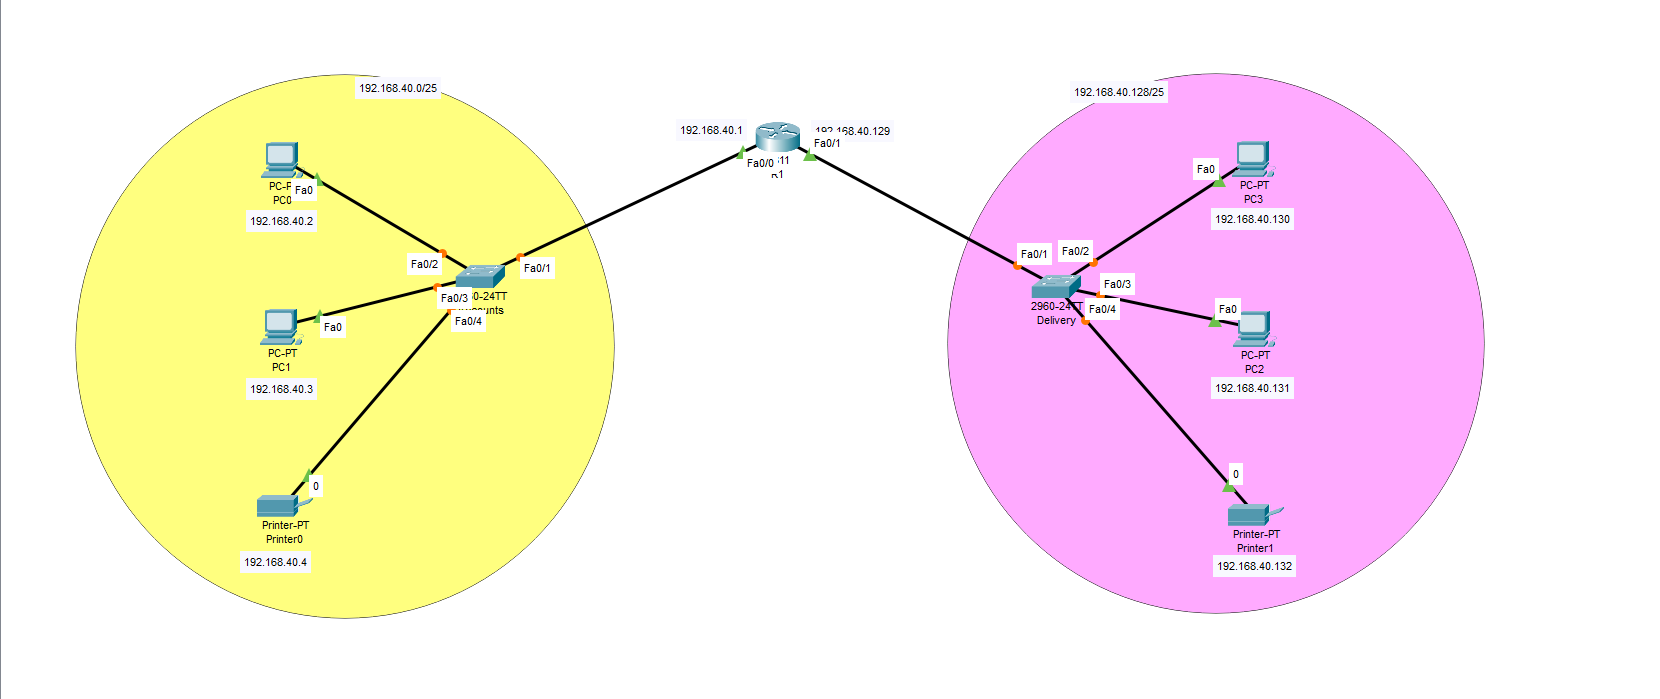 192.168.40.0/25
PC-P
PC0
Fa0
192.168.40.2
Fa0/2
Fa0/1
Fa0/3
0-24TT
Fa0/4
unts
Fa0
PC-PT
PC1
192.168.40.3
0
Printer-PT
Printer0
192.168.40.4
192.168.40.1
Fa0/0
11
192.168.40.129
Fa0/1
192.168.40.128/25
Fa0
PC-PT
PC3
192.168.40.130
Fa0/1
Fa0/2
Fa0/3
2960-24TT
Fa0/4
Delivery
Fa0
PC-PT
PC2
192.168.40.131
0
Printer-PT
Printer1
192.168.40.132